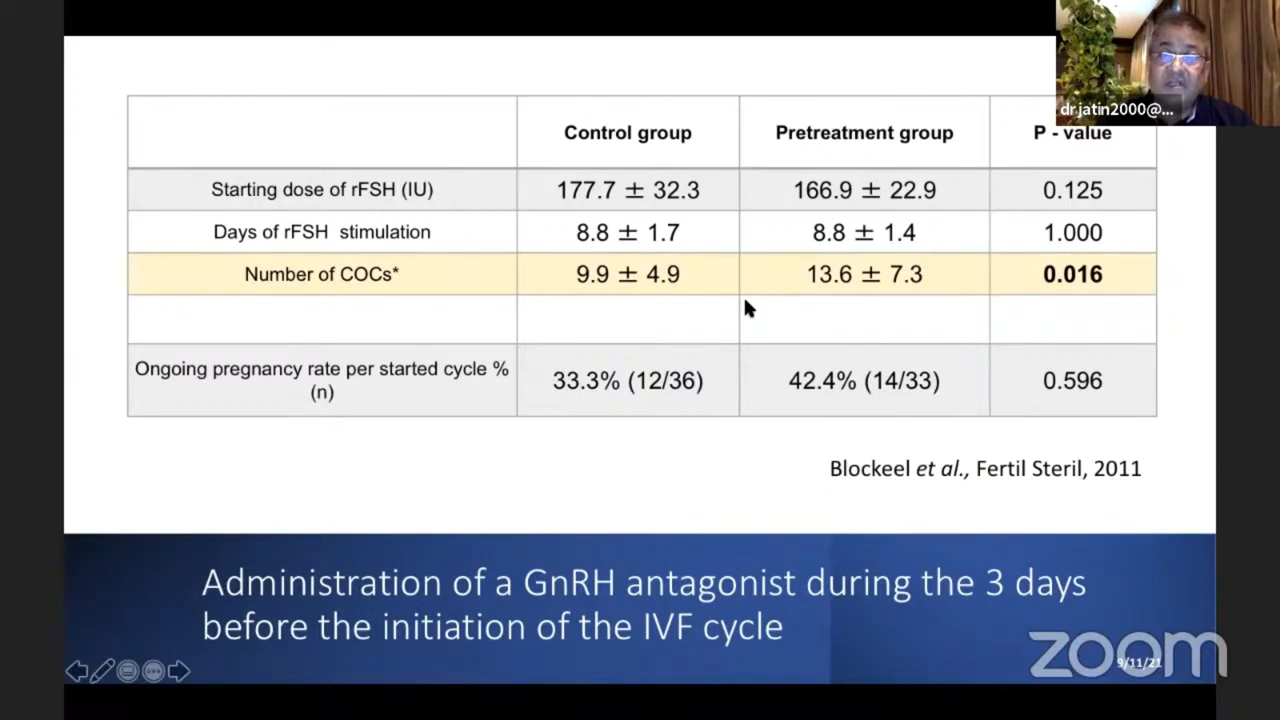 drjatin2000@...
Control group Pretreatment group P - value
Starting dose of rFSH (IU) 177.7 ± 32.3 166.9 ± 22.9 0.125
Days of rFSH stimulation 8.8 ± 1.7 8.8 ± 1.4 1.000
Number of COCs* 9.9 ± 4.9 13.6 ± 7.3 0.016
Ongoing pregnancy rate per started cycle %
(n) 33.3% (12/36) 42.4% (14/33) 0.596
Blockeel et al., Fertil Steril, 2011
Administration of a GnRH antagonist during the 3 days
before the initiation of the IVF cycle
zoom
9/11/21